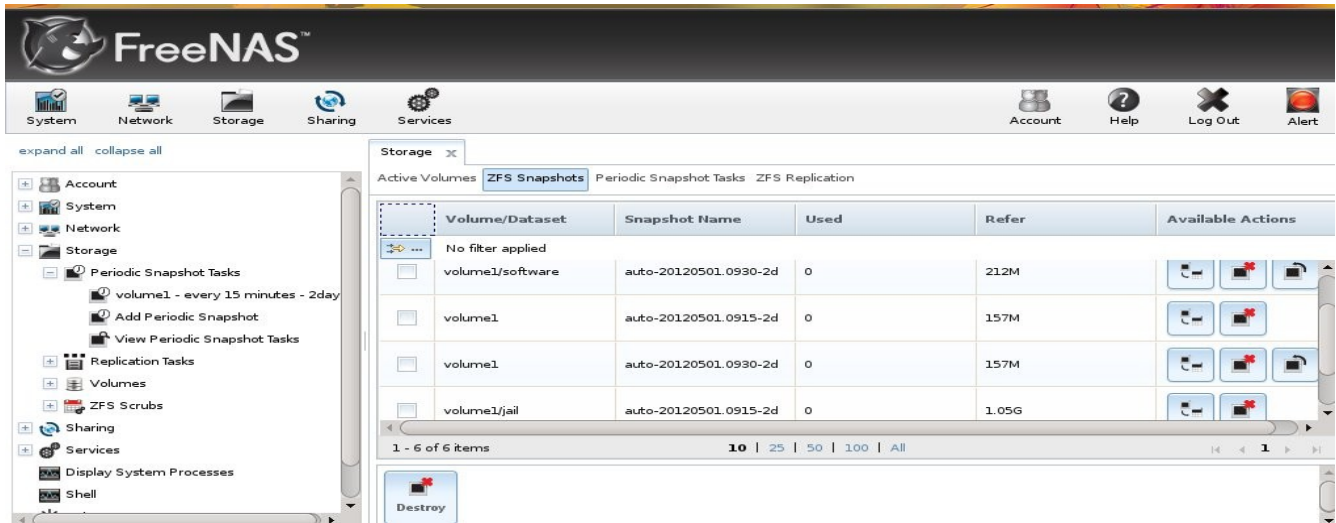 FreeNAS™
System Network Storage Sharing Services Account Help Log Out Alert
expand all collapse all
Account
System
Network
Storage
Periodic Snapshot Tasks
volume1 - every 15 minutes - 2day
Add Periodic Snapshot
View Periodic Snapshot Tasks
Replication Tasks
Volumes
ZFS Scrubs
Sharing
Services
Display System Processes
Shell
Storage
Active Volumes ZFS Snapshots Periodic Snapshot Tasks ZFS Replication
Volume/Dataset Snapshot Name Used Refer Available Actions
... No filter applied
volume1/software auto-20120501.0930-2d 0 212M
volume1 auto-20120501.0915-2d 0 157M
volume1 auto-20120501.0930-2d 0 157M
volume1/jail auto-20120501.0915-2d 0 1.05G
1 - 6 of 6 items 10 | 25 | 50 | 100 | All 1
Destroy